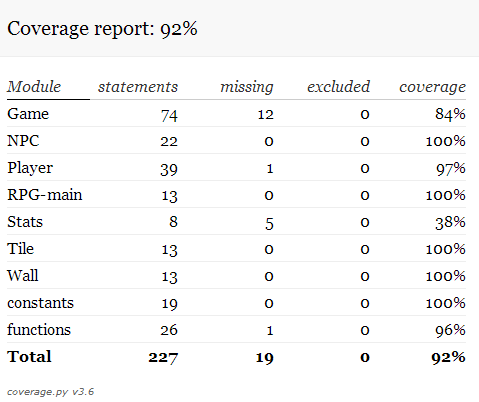 Coverage report: 92%
Module statements missing excluded coverage
Game 74 12 0 84%
NPC 22 0 0 100%
Player 39 1 0 97%
RPG-main 13 0 0 100%
Stats 8 5 0 38%
Tile 13 0 0 100%
Wall 13 0 0 100%
constants 19 0 0 100%
functions 26 1 0 96%
Total 227 19 0 92%
coverage.py v3.6